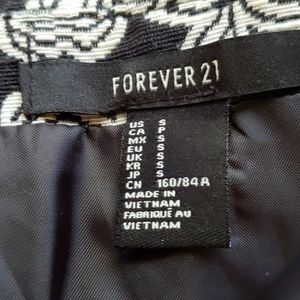 FOREVER 21
US S
CA P
MX S
EU S
UK S
KR S
JP S
CN 160/84A
MADE IN
VIETNAM
FABRIQUÉ AU
VIETNAM